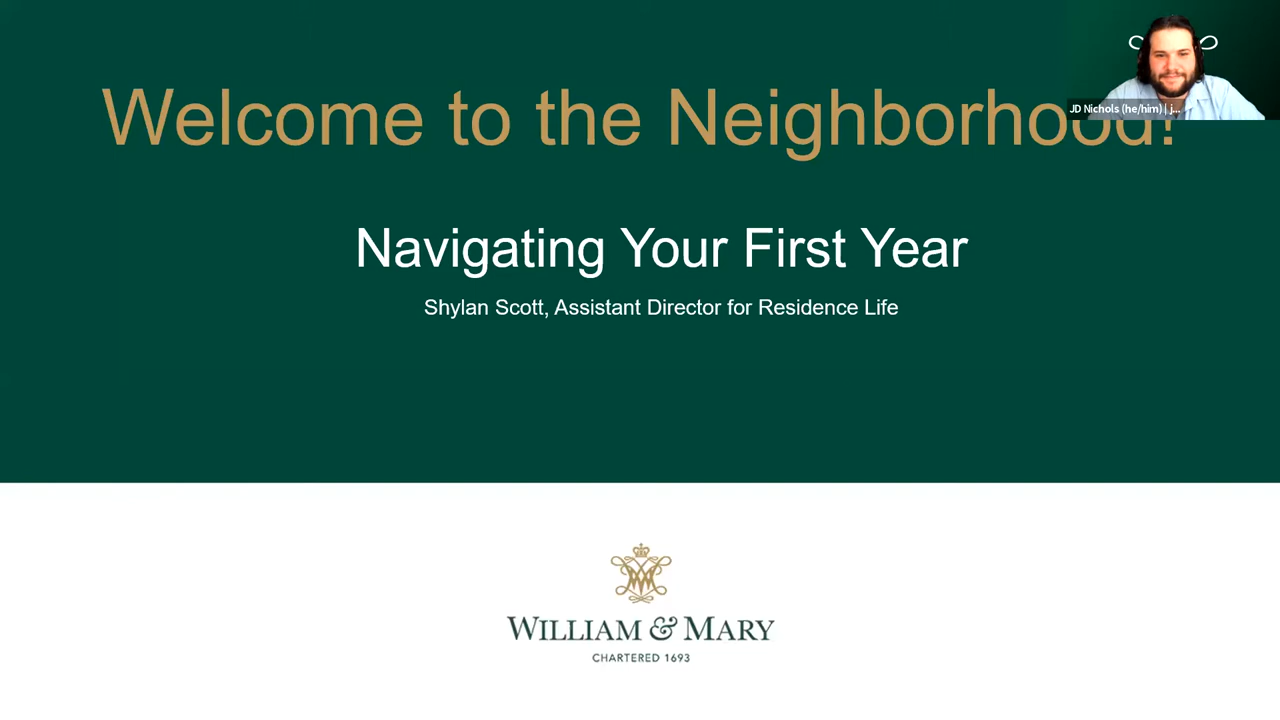 Welcome to the Neighborhood!
JD Nichols (he/him) | j...
Navigating Your First Year
Shylan Scott, Assistant Director for Residence Life
WILLIAM & MARY
CHARTERED 1693